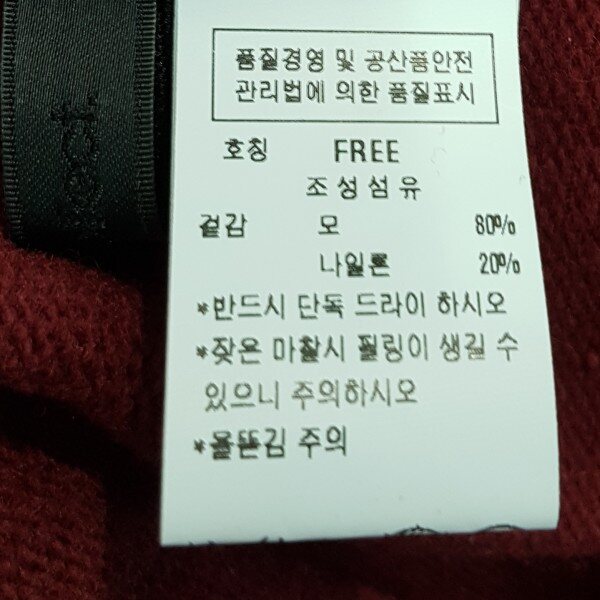 품질경영 및 공산품안전
관리법에 의한 품질표시
호칭 FREE
조성섬유
겉감 모 80%
나일론 20%
*반드시 단독 드라이 하시오
*잦은 마찰시 필링이 생길 수
있으니 주의하시오
*올뜯김 주의